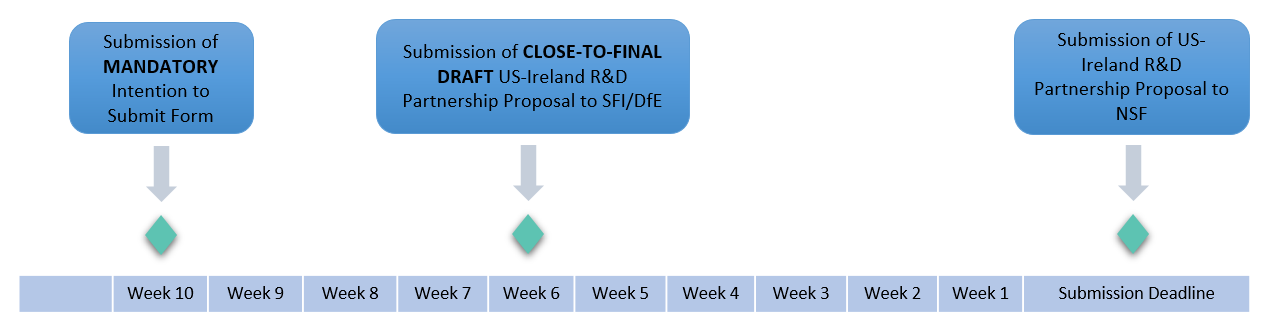 Submission of
MANDATORY
Intention to
Submit Form
Submission of CLOSE-TO-FINAL
DRAFT US-Ireland R&D
Partnership Proposal to SFI/DfE
Submission of US-
Ireland R&D
Partnership Proposal to
NSF
Week 10
Week 9
Week 8
Week 7
Week 6
Week 5
Week 4
Week 3
Week 2
Week 1
Submission Deadline